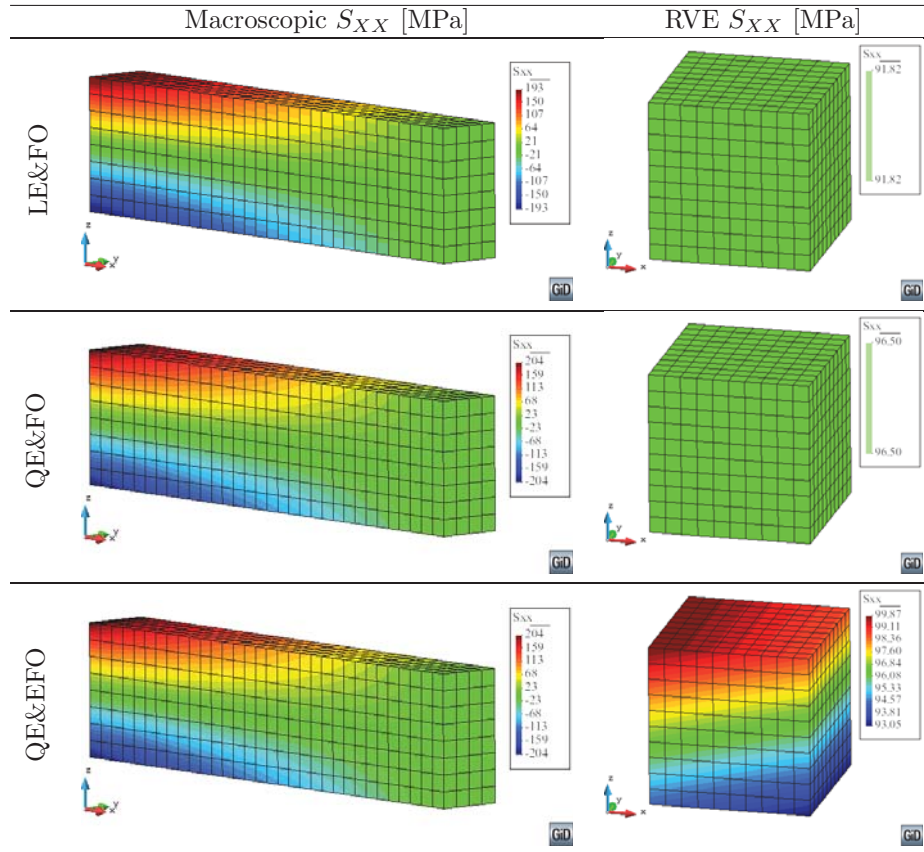 Macroscopic S_{XX} [MPa]
RVE S_{XX} [MPa]
LE&FO
Sxx
193
150
107
64
21
-21
-64
-107
-150
-193
z
y
x
GiD
Sxx
91.82
91.82
z
y
x
GiD
QE&FO
Sxx
204
159
113
68
23
-23
-68
-113
-159
-204
z
y
x
GiD
Sxx
96.50
96.50
z
y
x
GiD
QE&EFO
Sxx
204
159
113
68
23
-23
-68
-113
-159
-204
z
y
x
GiD
Sxx
99.87
99.11
98.36
97.60
96.84
96.08
95.33
94.57
93.81
93.05
z
y
x
GiD